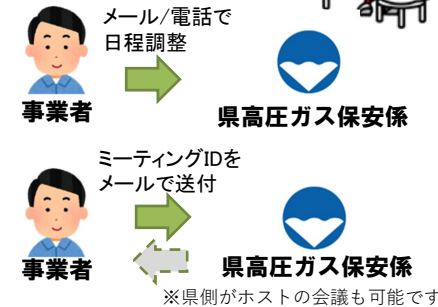 メール/電話で
日程調整
事業者
県高圧ガス保安係
ミーティングIDを
メールで送付
事業者
県高圧ガス保安係
※県側がホストの会議も可能です